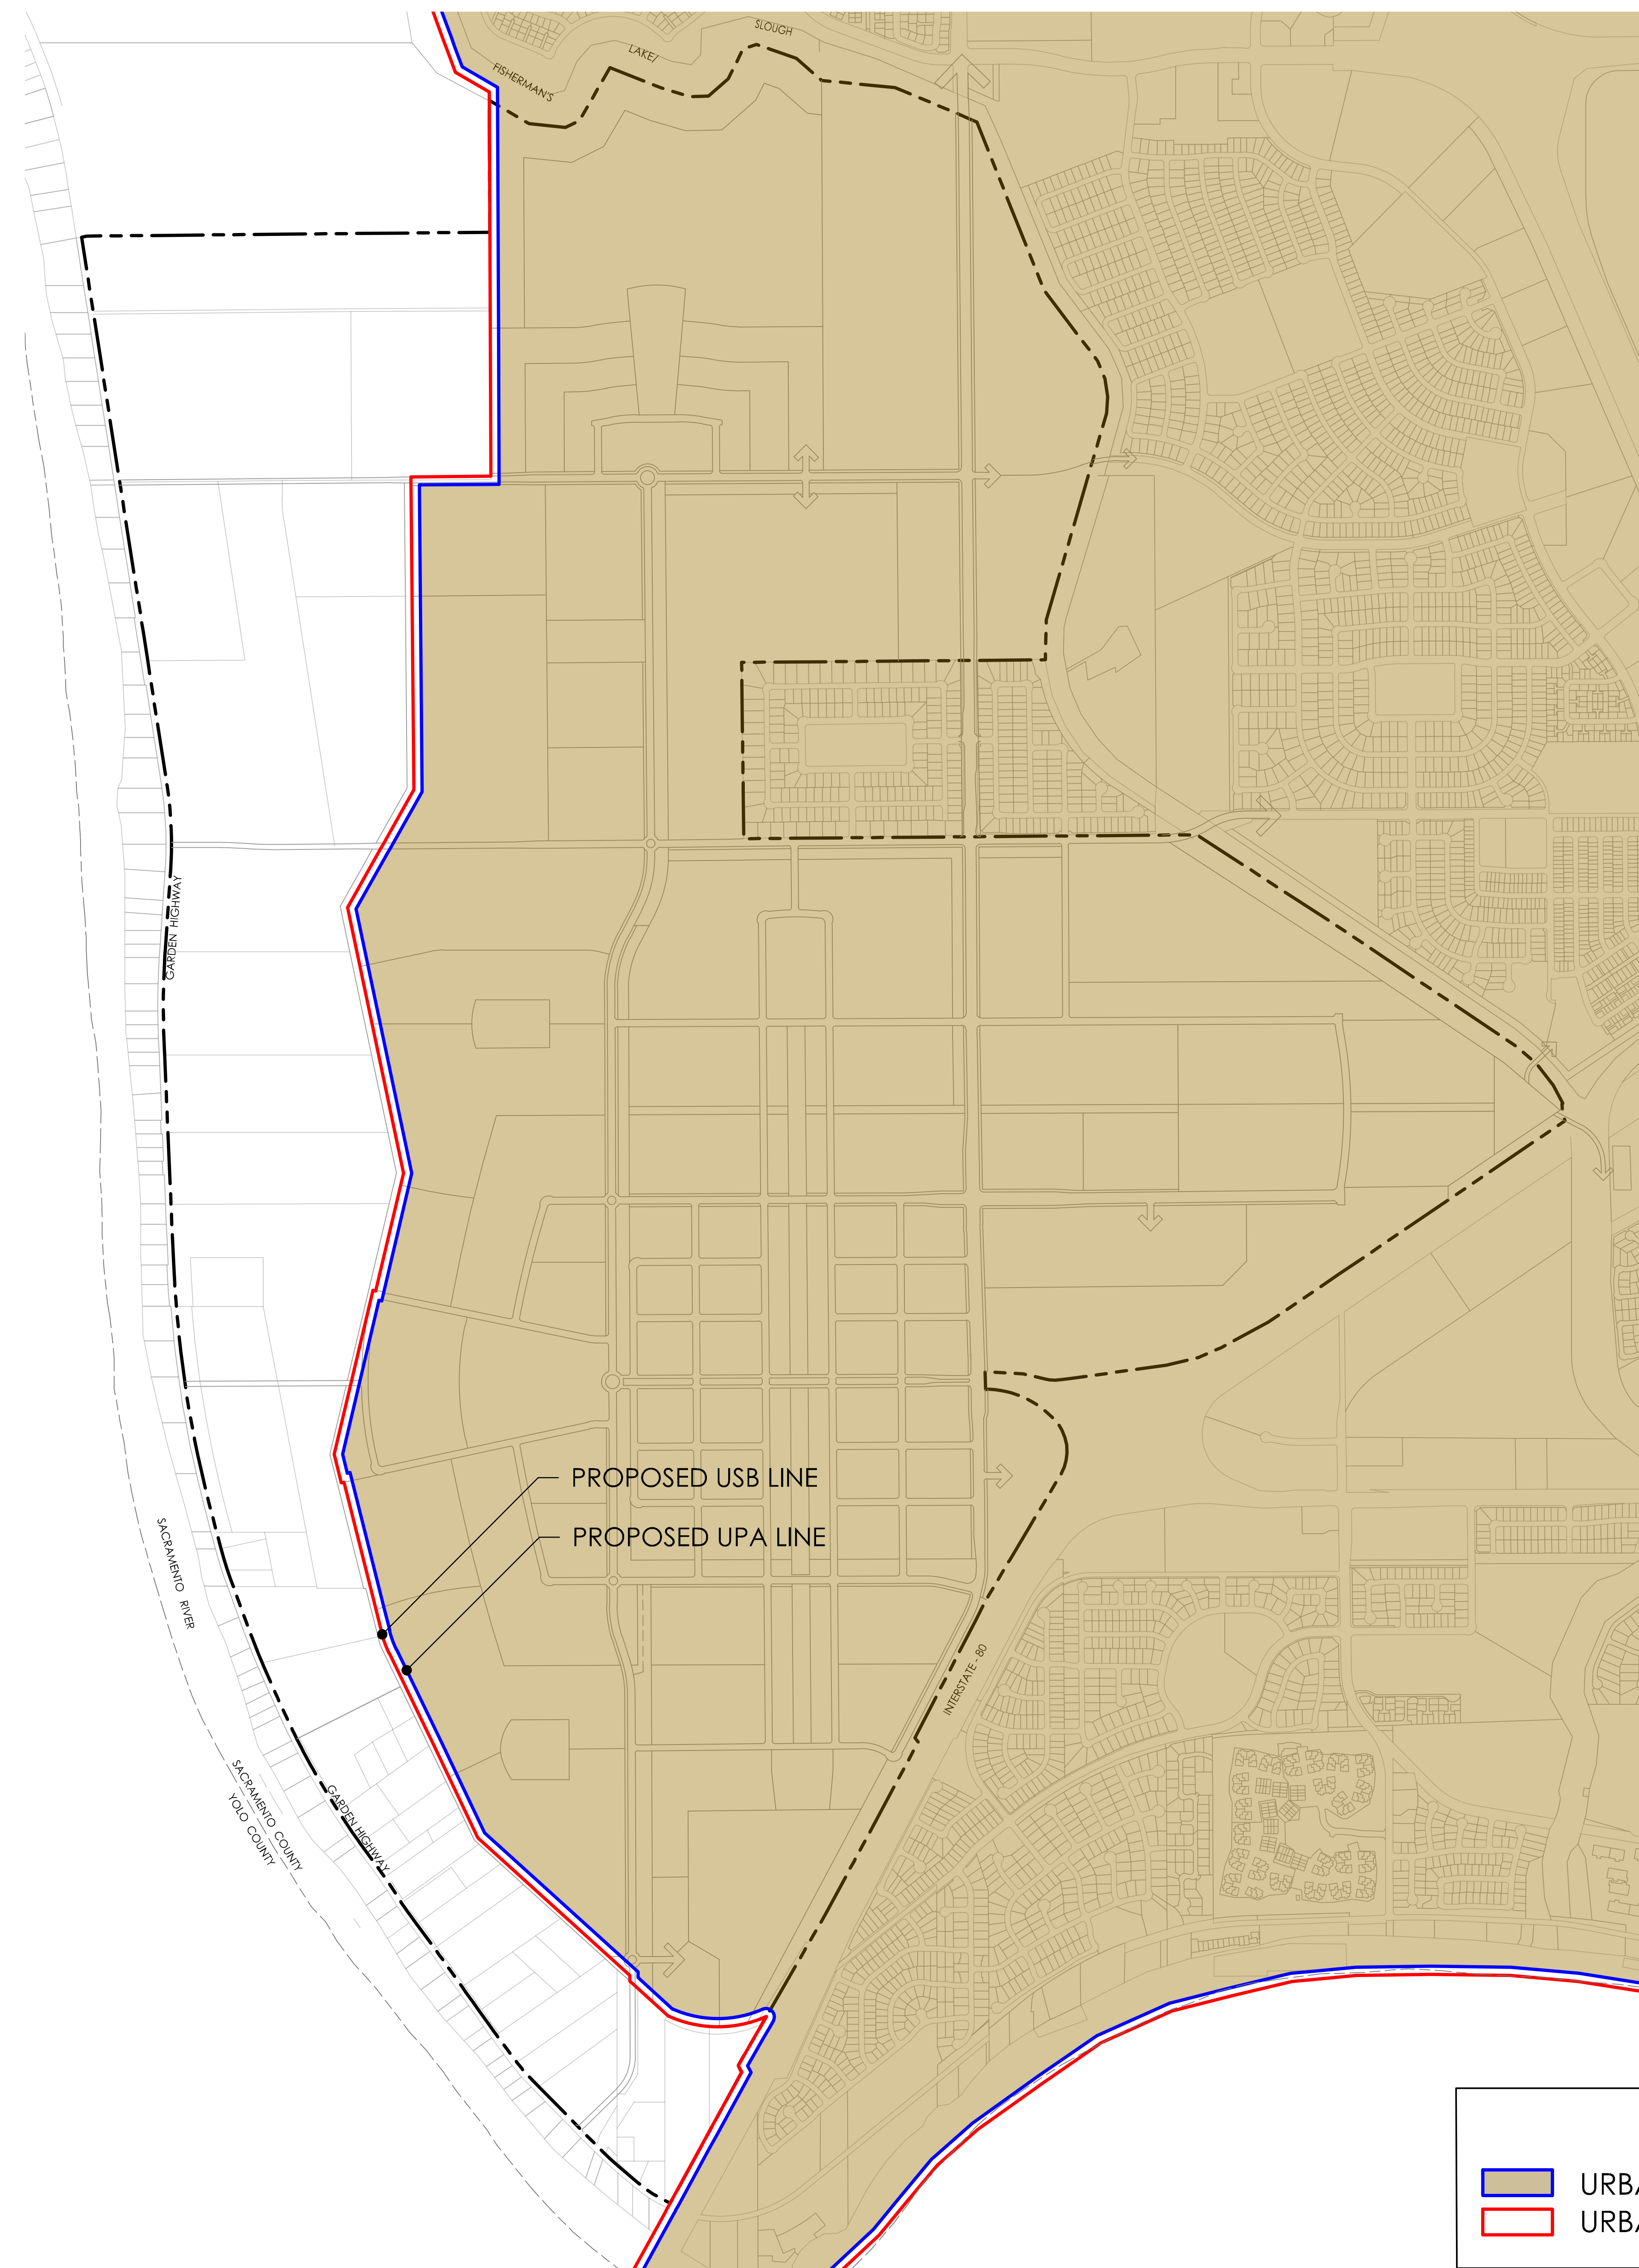 SLOUGH
LAKE/
FISHERMAN'S
GARDEN HIGHWAY
PROPOSED USB LINE
PROPOSED UPA LINE
SACRAMENTO RIVER
INTERSTATE - 80
SACRAMENTO COUNTY
YOLO COUNTY
GARDEN HIGHWAY
URBA
URBA